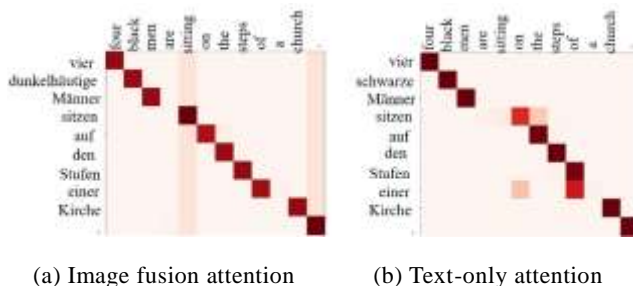 four black men are sitting on the steps of a church .
four black men are sitting on the steps of a church .
vier
dunkelhäutige
Männer
sitzen
auf
den
Stufen
einer
Kirche
.
vier
schwarze
Männer
sitzen
auf
den
Stufen
einer
Kirche
.
(a) Image fusion attention
(b) Text-only attention